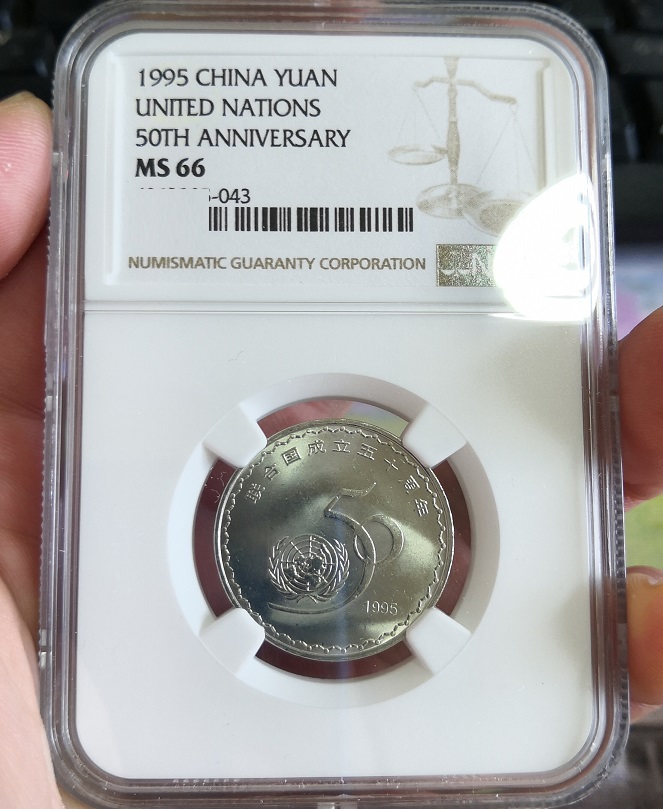 1995 CHINA YUAN
UNITED NATIONS
50TH ANNIVERSARY
MS 66
-043
NUMISMATIC GUARANTY CORPORATION
联合国成立五十周年
50
1995